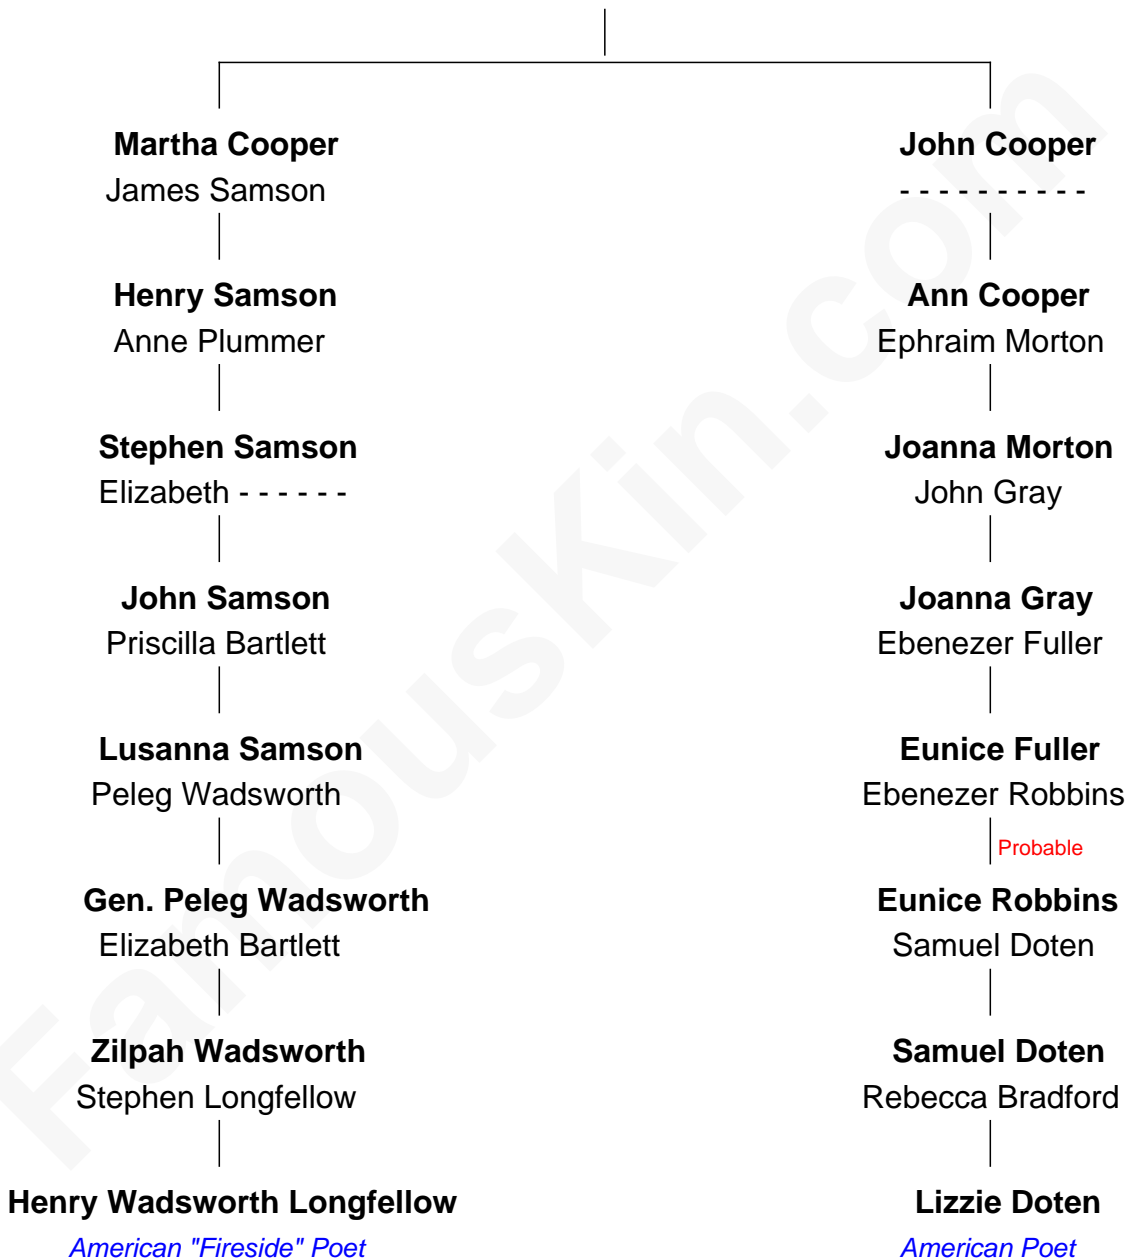 Martha Cooper
James Samson
Henry Samson
Anne Plummer
Stephen Samson
Elizabeth - - - - - -
John Samson
Priscilla Bartlett
Lusanna Samson
Peleg Wadsworth
Gen. Peleg Wadsworth
Elizabeth Bartlett
Zilpah Wadsworth
Stephen Longfellow
Henry Wadsworth Longfellow
American "Fireside" Poet
John Cooper
- - - - - - - - - -
Ann Cooper
Ephraim Morton
Joanna Morton
John Gray
Joanna Gray
Ebenezer Fuller
Eunice Fuller
Ebenezer Robbins
Probable
Eunice Robbins
Samuel Doten
Samuel Doten
Rebecca Bradford
Lizzie Doten
American Poet
FamousKin.com